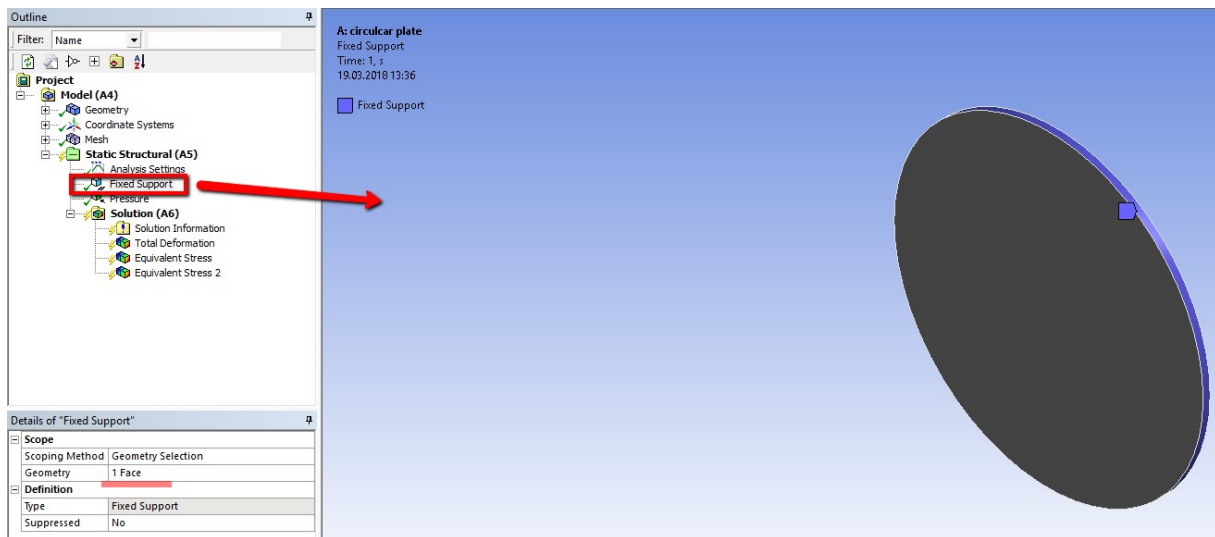 Outline
Filter: Name
Project
Model (A4)
Geometry
Coordinate Systems
Mesh
Static Structural (A5)
Analysis Settings
Fixed Support
Pressure
Solution (A6)
Solution Information
Total Deformation
Equivalent Stress
Equivalent Stress 2
Details of "Fixed Support"
Scope
Scoping Method Geometry Selection
Geometry 1 Face
Definition
Type Fixed Support
Suppressed No
A: circulcar plate
Fixed Support
Time: 1, s
19.03.2018 13:36
Fixed Support